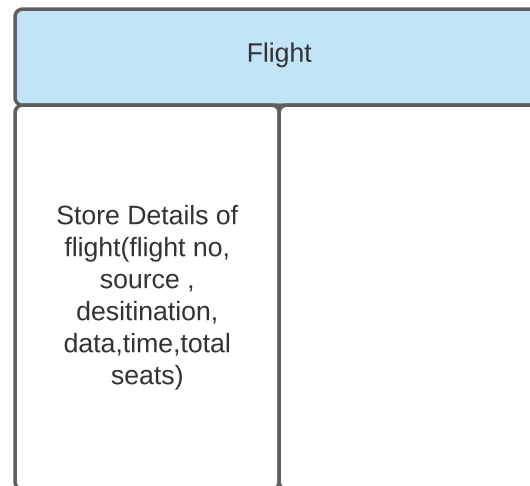 Flight
Store Details of
flight(flight no,
source ,
desitination,
data,time,total
seats)